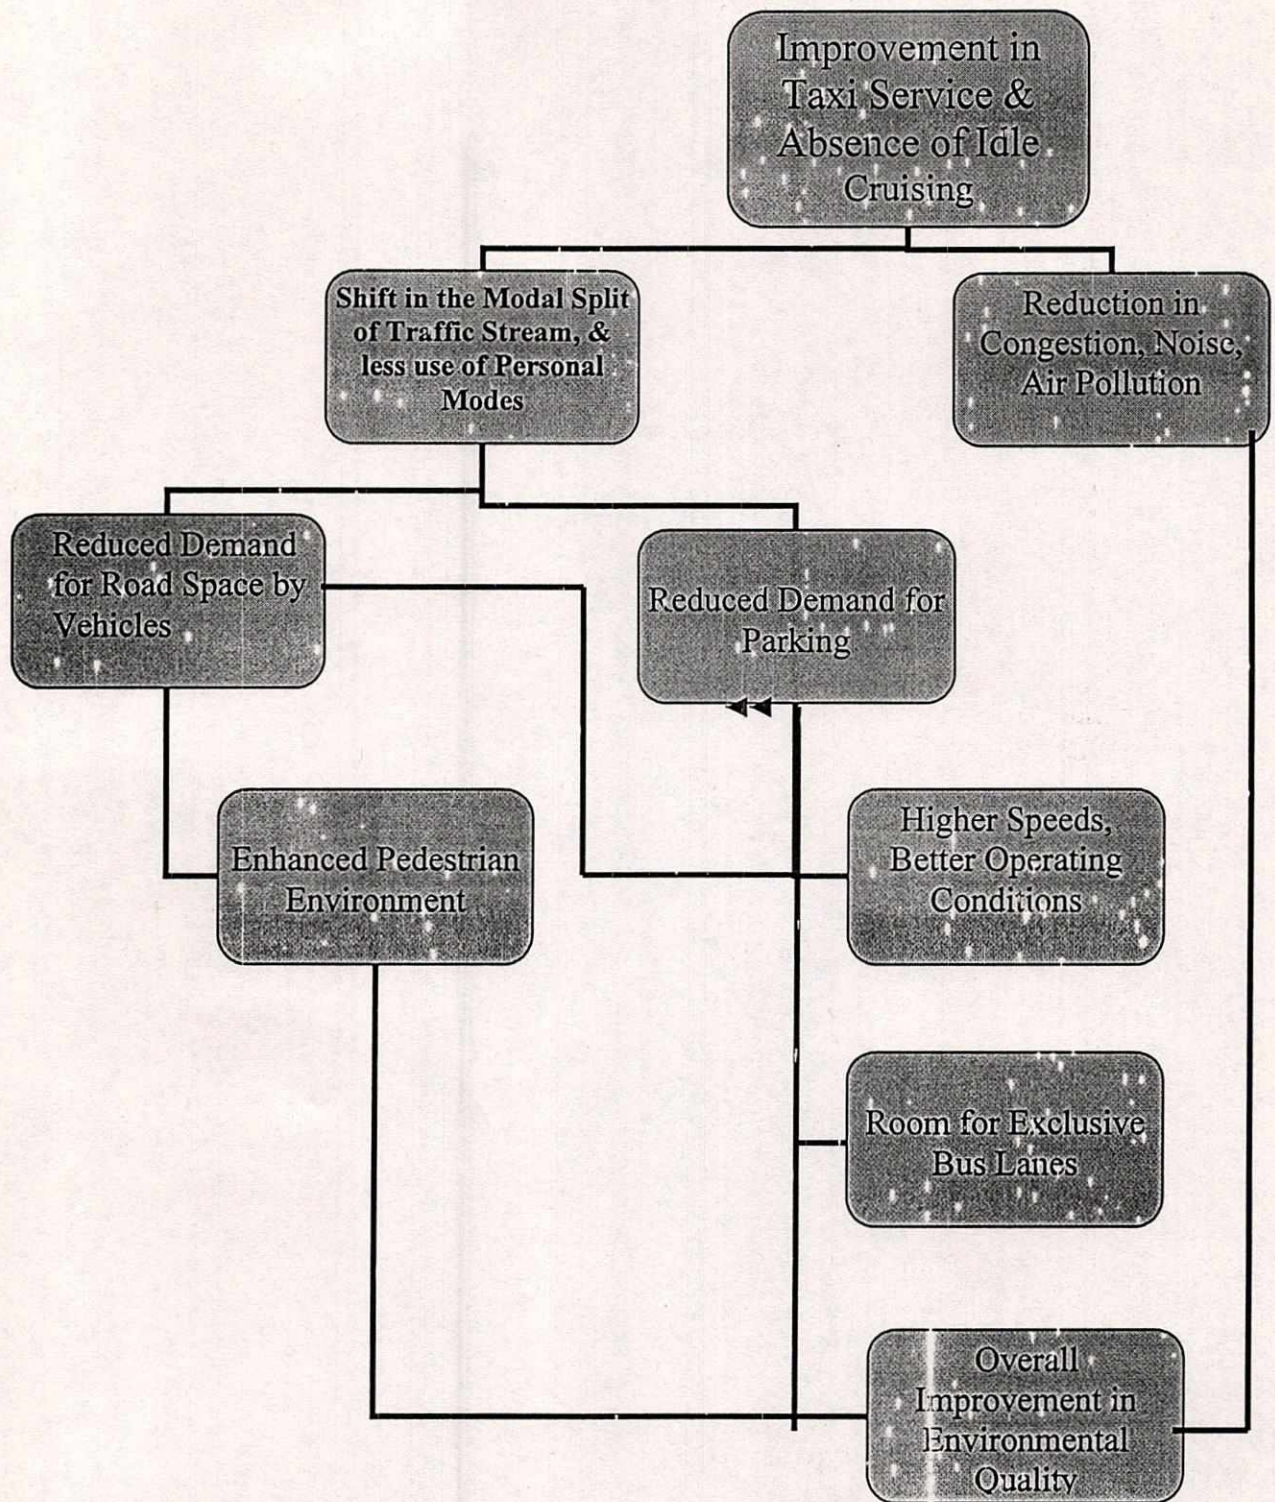 Improvement in
Taxi Service &
Absence of Idle
Cruising
Shift in the Modal Split
of Traffic Stream, &
less use of Personal
Modes
Reduction in
Congestion, Noise,
Air Pollution
Reduced Demand
for Road Space by
Vehicles
Reduced Demand for
Parking
Enhanced Pedestrian
Environment
Higher Speeds,
Better Operating
Conditions
Room for Exclusive
Bus Lanes
Overall
Improvement in
Environmental
Quality